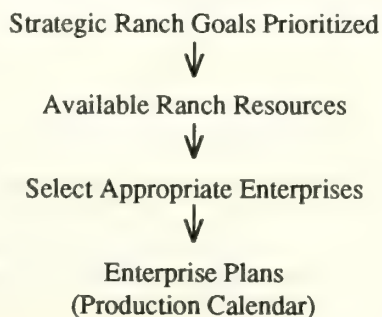 Strategic Ranch Goals Prioritized
Available Ranch Resources
Select Appropriate Enterprises
Enterprise Plans
(Production Calendar)